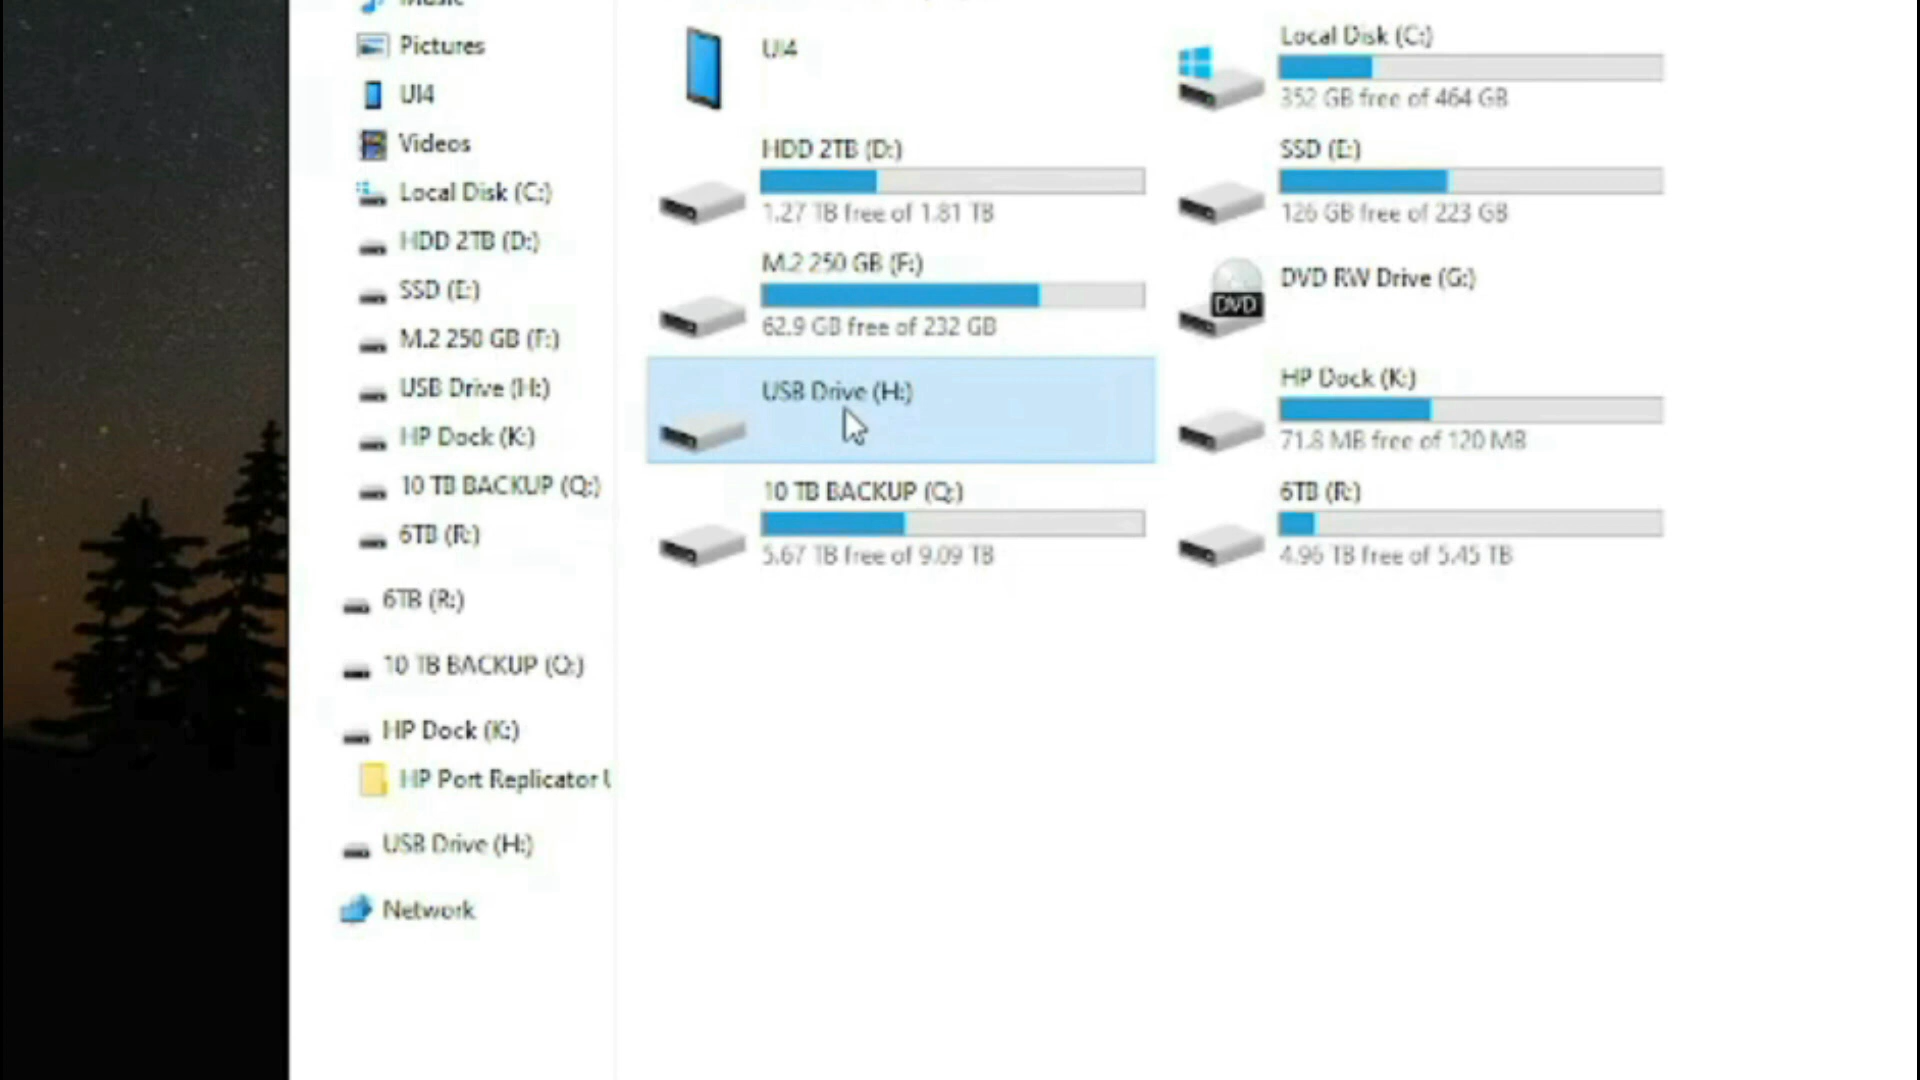 Music
Pictures
UI4
Videos
Local Disk (C:)
HDD 2TB (D:)
SSD (E:)
M.2 250 GB (F:)
USB Drive (H:)
HP Dock (K:)
10 TB BACKUP (Q:)
6TB (R:)
6TB (R:)
10 TB BACKUP (Q:)
HP Dock (K:)
HP Port Replicator U
USB Drive (H:)
Network
UI4
Local Disk (C:)
352 GB free of 464 GB
HDD 2TB (D:)
1.27 TB free of 1.81 TB
SSD (E:)
126 GB free of 223 GB
M.2 250 GB (F:)
62.9 GB free of 232 GB
DVD RW Drive (G:)
DVD
USB Drive (H:)
HP Dock (K:)
71.8 MB free of 120 MB
10 TB BACKUP (Q:)
5.67 TB free of 9.09 TB
6TB (R:)
4.96 TB free of 5.45 TB